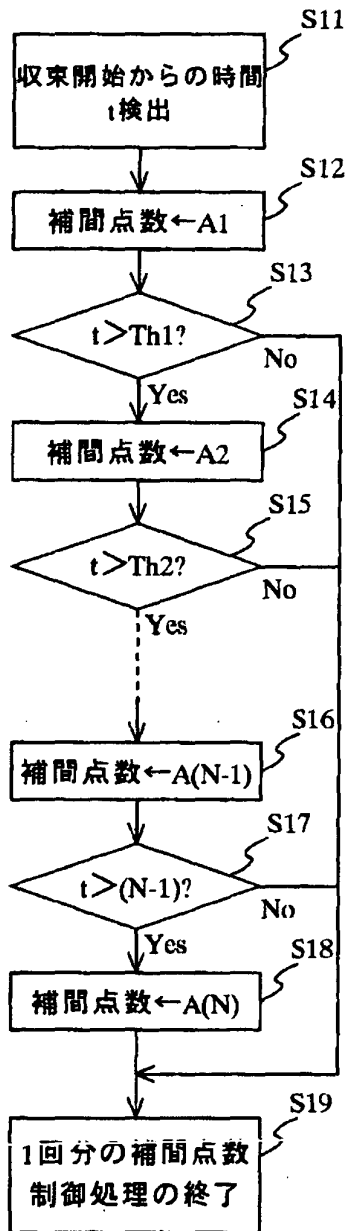 S11
収束開始からの時間
t検出
S12
補間点数←A1
S13
t>Th1?
No
Yes
S14
補間点数←A2
S15
t>Th2?
No
Yes
S16
補間点数←A(N-1)
S17
t>(N-1)?
No
Yes
S18
補間点数←A(N)
S19
1回分の補間点数
制御処理の終了